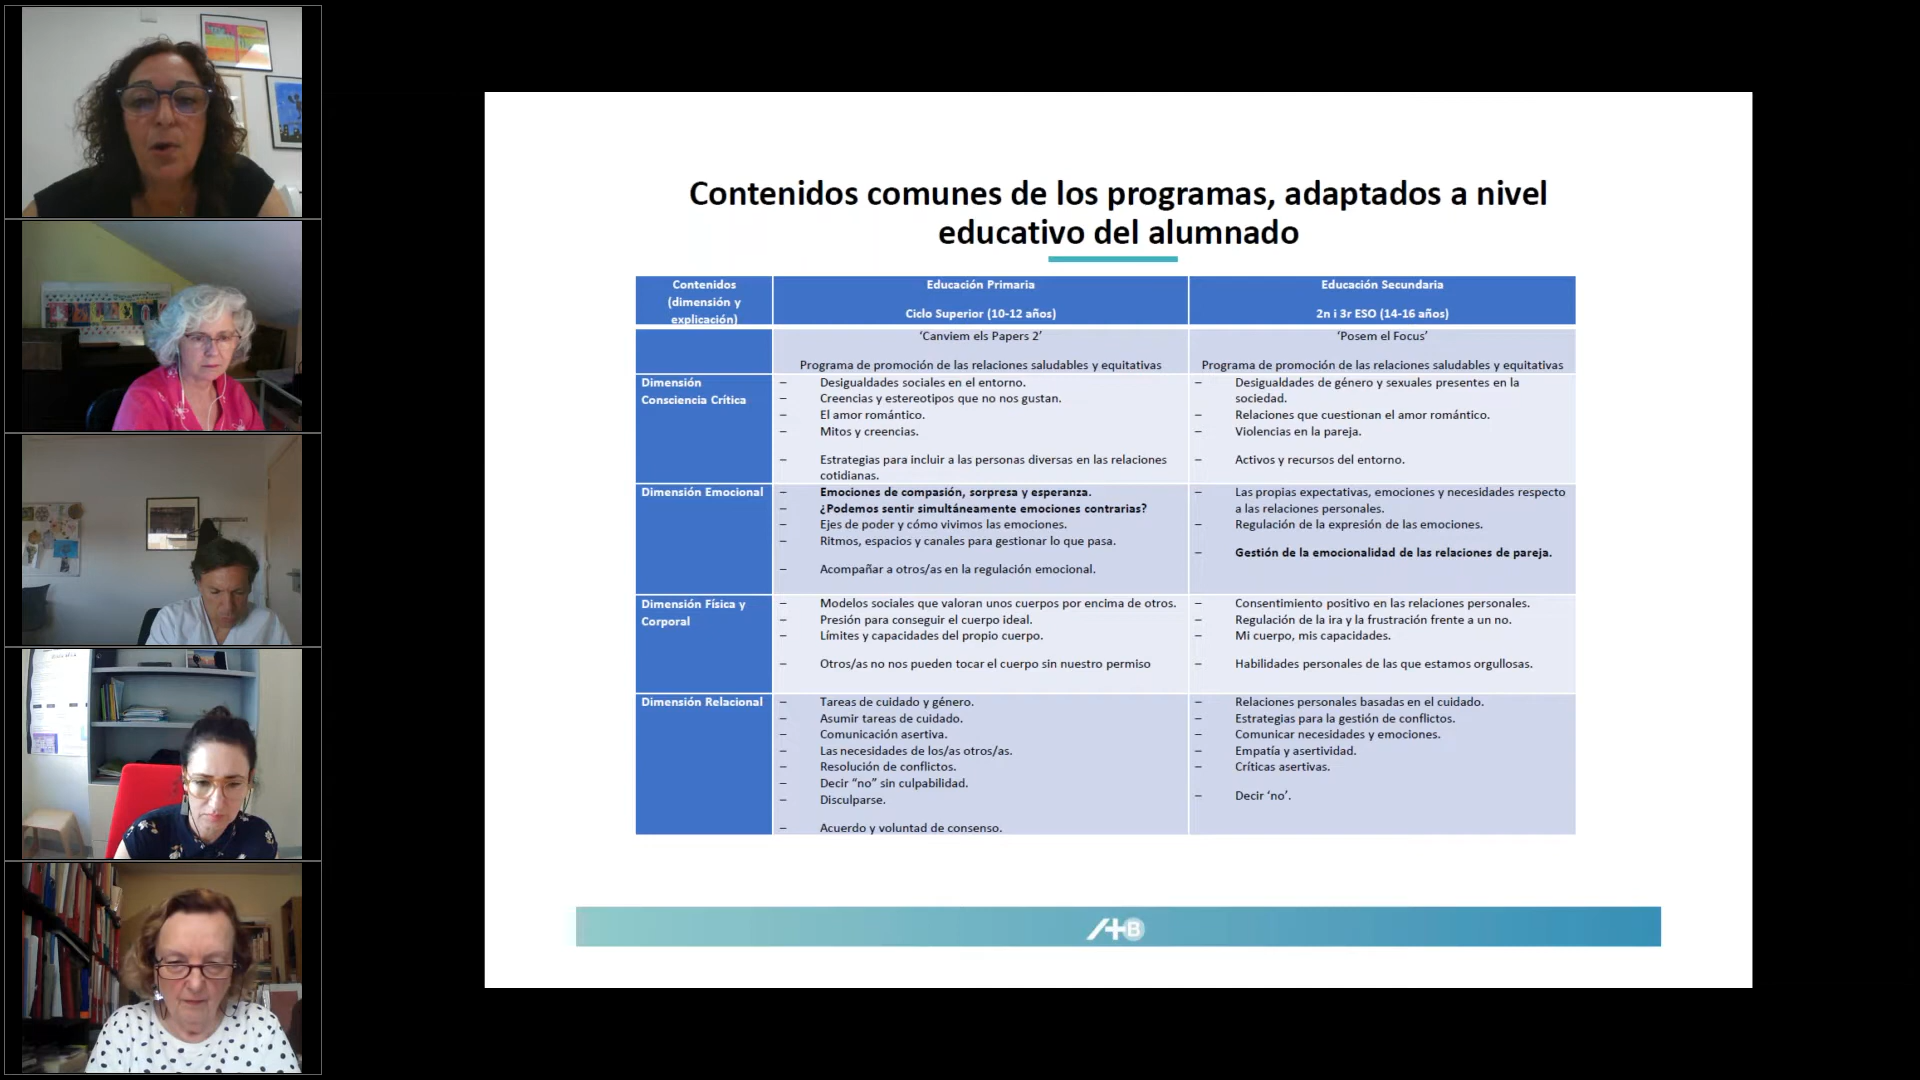 Contenidos comunes de los programas, adaptados a nivel
educativo del alumnado
Contenidos
(dimensión y
explicación)
Educación Primaria
Ciclo Superior (10-12 años)
Educación Secundaria
2n i 3r ESO (14-16 años)
‘Canviem els Papers 2’
Programa de promoción de las relaciones saludables y equitativas
‘Posem el Focus’
Programa de promoción de las relaciones saludables y equitativas
Dimensión
Consciencia Crítica
– Desigualdades sociales en el entorno.
– Creencias y estereotipos que no nos gustan.
– El amor romántico.
– Mitos y creencias.
– Estrategias para incluir a las personas diversas en las relaciones
cotidianas.
– Desigualdades de género y sexuales presentes en la
sociedad.
– Relaciones que cuestionan el amor romántico.
– Violencias en la pareja.
– Activos y recursos del entorno.
Dimensión Emocional
– Emociones de compasión, sorpresa y esperanza.
– ¿Podemos sentir simultáneamente emociones contrarias?
– Ejes de poder y cómo vivimos las emociones.
– Ritmos, espacios y canales para gestionar lo que pasa.
– Acompañar a otros/as en la regulación emocional.
– Las propias expectativas, emociones y necesidades respecto
a las relaciones personales.
– Regulación de la expresión de las emociones.
– Gestión de la emocionalidad de las relaciones de pareja.
Dimensión Física y
Corporal
– Modelos sociales que valoran unos cuerpos por encima de otros.
– Presión para conseguir el cuerpo ideal.
– Límites y capacidades del propio cuerpo.
– Otros/as no nos pueden tocar el cuerpo sin nuestro permiso
– Consentimiento positivo en las relaciones personales.
– Regulación de la ira y la frustración frente a un no.
– Mi cuerpo, mis capacidades.
– Habilidades personales de las que estamos orgullosas.
Dimensión Relacional
– Tareas de cuidado y género.
– Asumir tareas de cuidado.
– Comunicación asertiva.
– Las necesidades de los/as otros/as.
– Resolución de conflictos.
– Decir “no” sin culpabilidad.
– Disculparse.
– Acuerdo y voluntad de consenso.
– Relaciones personales basadas en el cuidado.
– Estrategias para la gestión de conflictos.
– Comunicar necesidades y emociones.
– Empatía y asertividad.
– Críticas asertivas.
– Decir ‘no’.